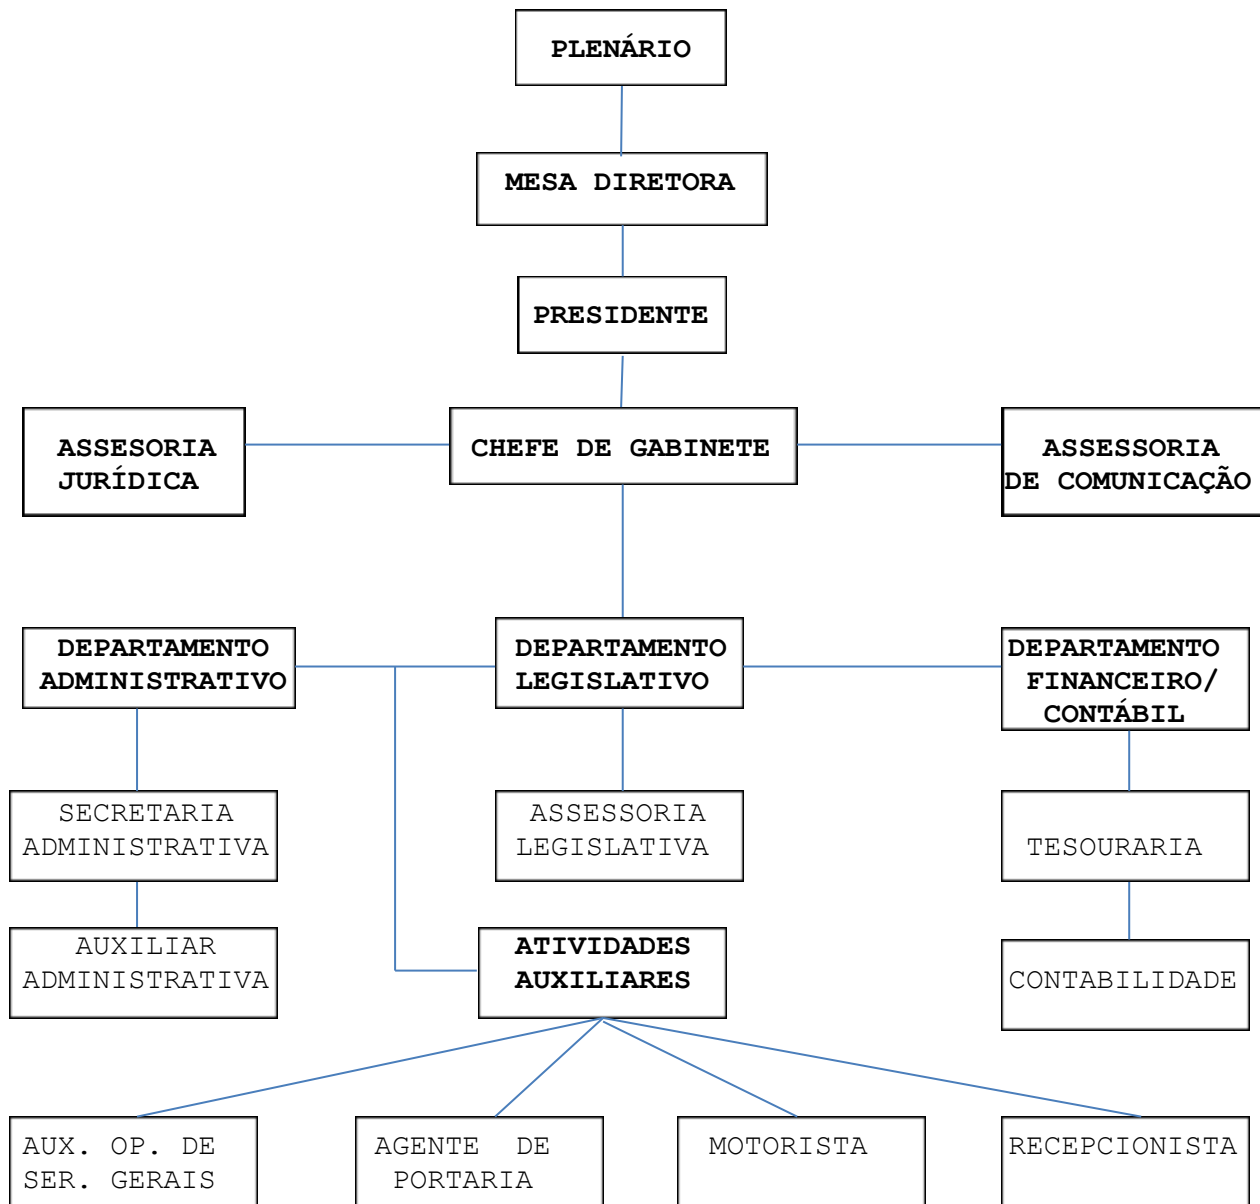 PLENÁRIO
MESA DIRETORA
PRESIDENTE
ASSESORIA
JURÍDICA
CHEFE DE GABINETE
ASSESSORIA
DE COMUNICAÇÃO
DEPARTAMENTO
ADMINISTRATIVO
DEPARTAMENTO
LEGISLATIVO
DEPARTAMENTO
FINANCEIRO/
CONTÁBIL
SECRETARIA
ADMINISTRATIVA
ASSESSORIA
LEGISLATIVA
TESOURARIA
AUXILIAR
ADMINISTRATIVA
ATIVIDADES
AUXILIARES
CONTABILIDADE
AUX. OP. DE
SER. GERAIS
AGENTE DE
PORTARIA
MOTORISTA
RECEPCIONISTA